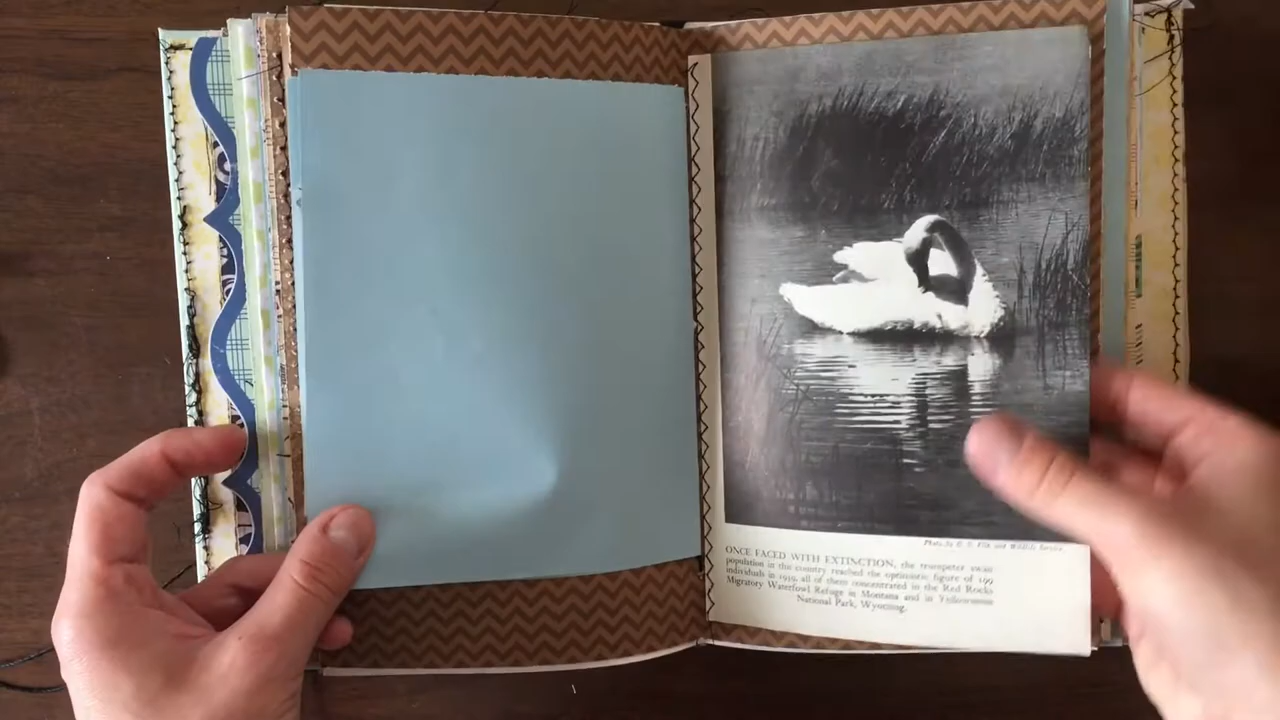 Photo by U. S. Fish and Wildlife Service
ONCE FACED WITH EXTINCTION, the trumpeter swan
population in the country reached the optimistic figure of 199
individuals in 1939, all of them concentrated in the Red Rocks
Migratory Waterfowl Refuge in Montana and in Yellowstone
National Park, Wyoming.